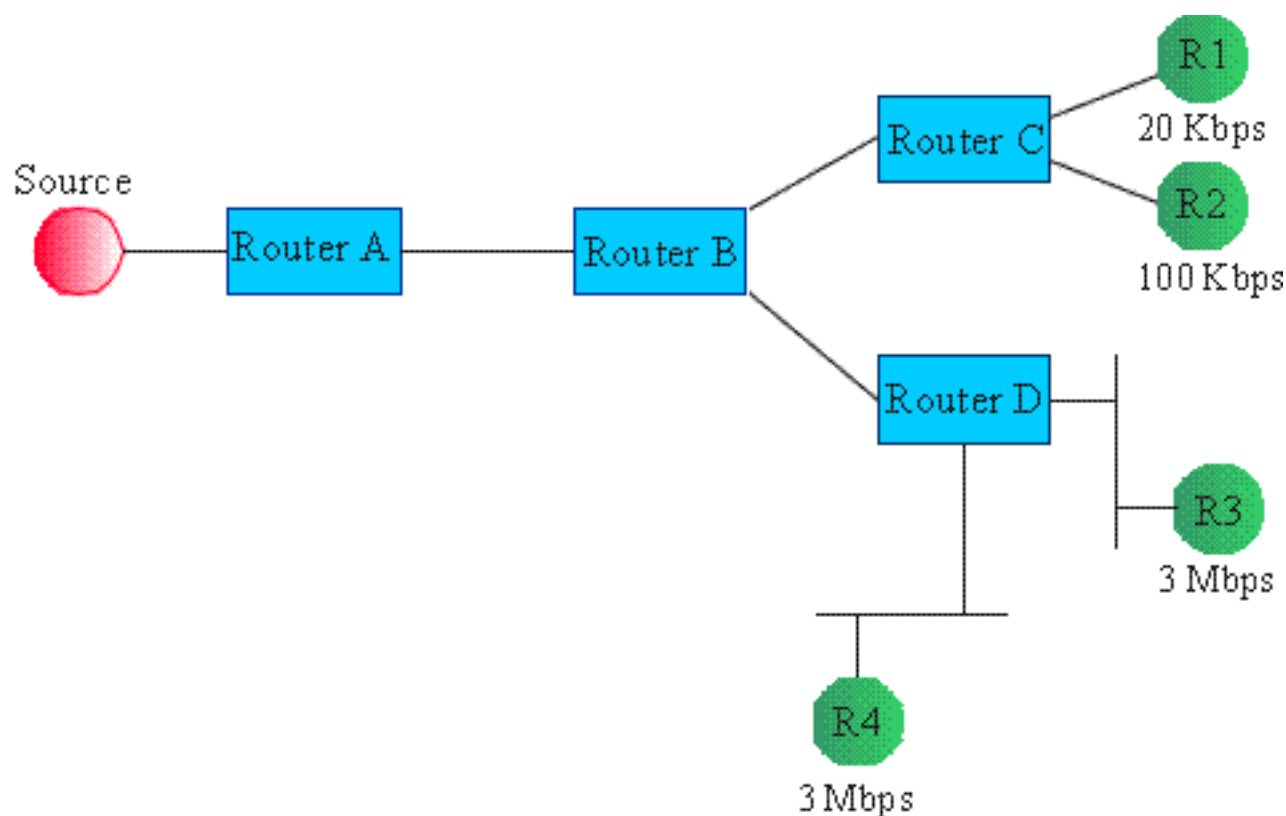 Source
Router A
Router B
Router C
R1
20 Kbps
R2
100 Kbps
Router D
R3
3 Mbps
R4
3 Mbps